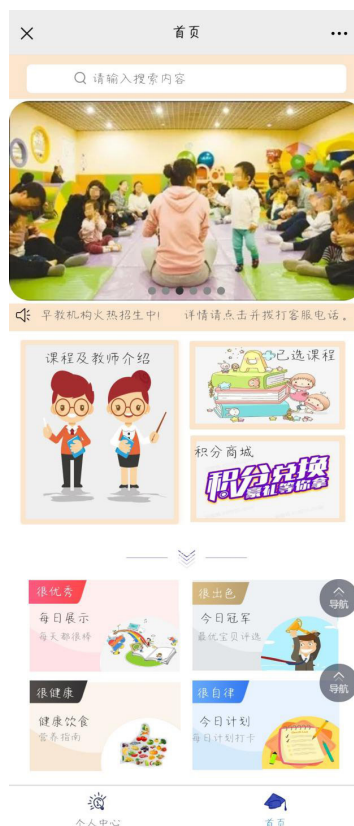 首页
请输入搜索内容
早教机构火热招生中! 详情请点击并拨打客服电话。
课程及教师介绍
已选课程
积分商城
积分兑换
豪礼等你拿
很优秀
每日展示
每天都很棒
很出色
今日冠军
最优宝贝评选
导航
很健康
健康饮食
营养指南
很自律
今日计划
每日计划打卡
导航
个人中心
首页